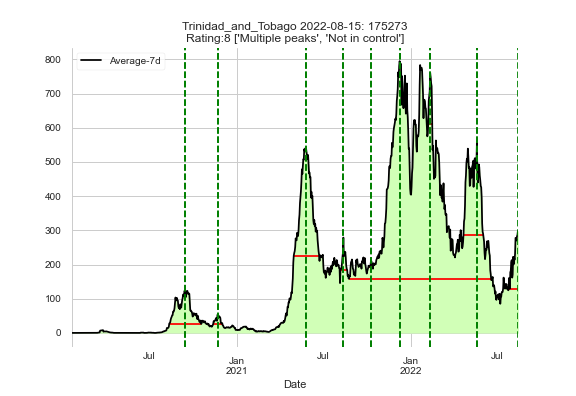 Trinidad_and_Tobago 2022-08-15: 175273
Rating:8 ['Multiple peaks', 'Not in control']
Average-7d
800
700
600
500
400
300
200
100
0
Jul
Jan
2021
Jul
Jan
2022
Jul
Date